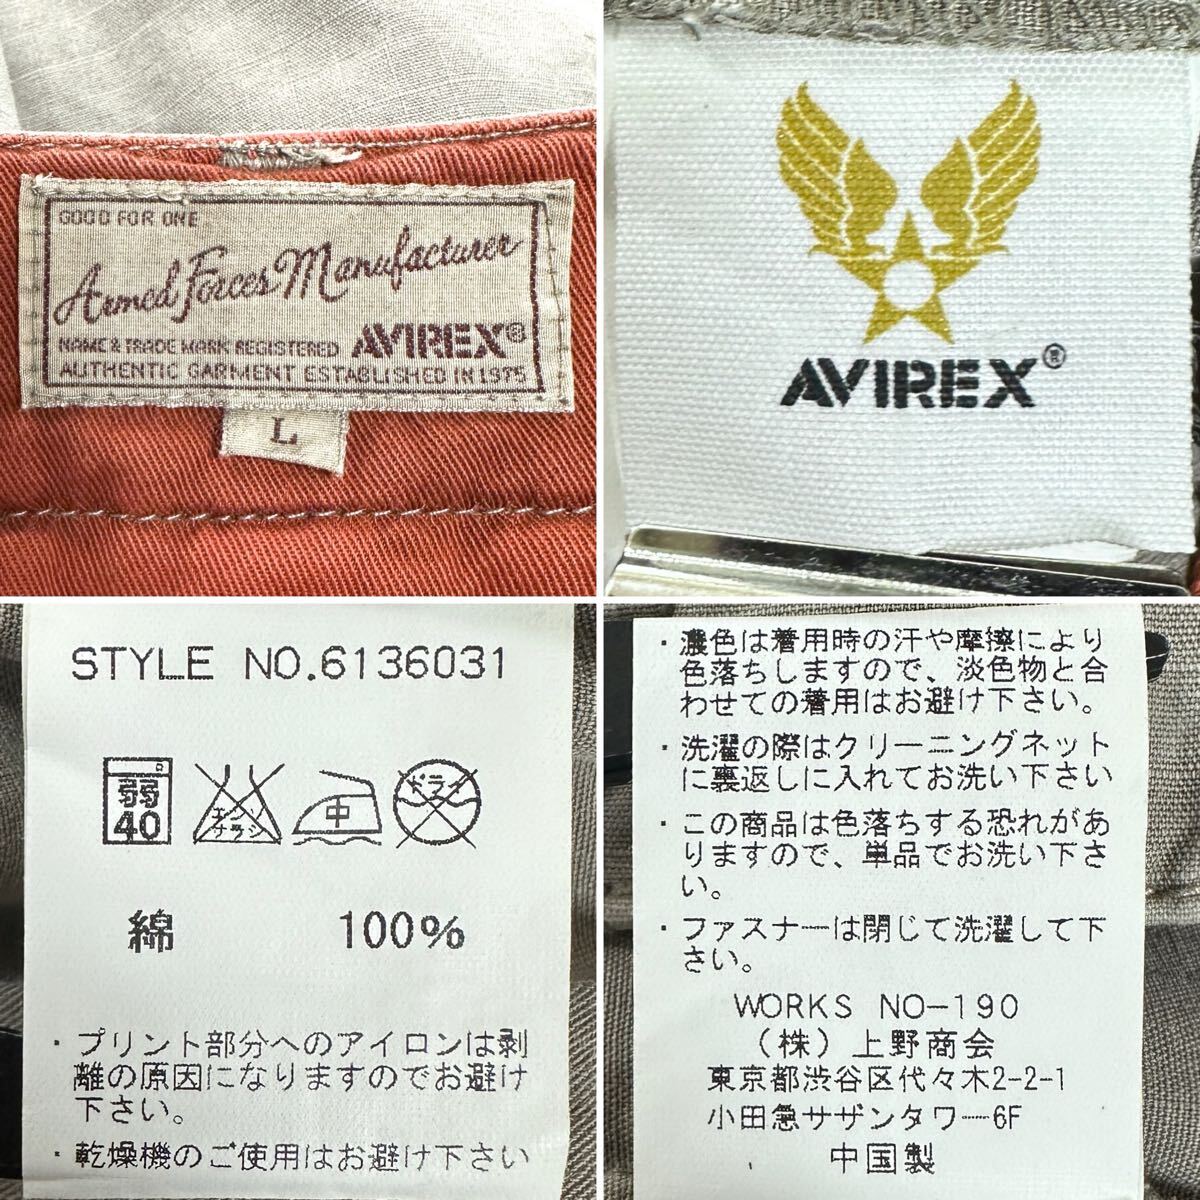 GOOD FOR ONE
Armed Forces Manufacturer
NAME & TRADE MARK REGISTERED AVIREX®
AUTHENTIC GARMENT ESTABLISHED IN 1975
L
AVIREX®
STYLE NO.6136031
弱
40
エンソ
サラシ
中
ドライ
綿 100%
・プリント部分へのアイロンは剥
離の原因になりますのでお避け
下さい。
・乾燥機のご使用はお避け下さい
・濃色は着用時の汗や摩擦により
色落ちしますので、淡色物と合
わせての着用はお避け下さい。
・洗濯の際はクリーニングネット
に裏返しに入れてお洗い下さい
・この商品は色落ちする恐れがあ
りますので、単品でお洗い下さ
い。
・ファスナーは閉じて洗濯して下
さい。
WORKS NO-190
(株)上野商会
東京都渋谷区代々木2-2-1
小田急サザンタワー6F
中国製